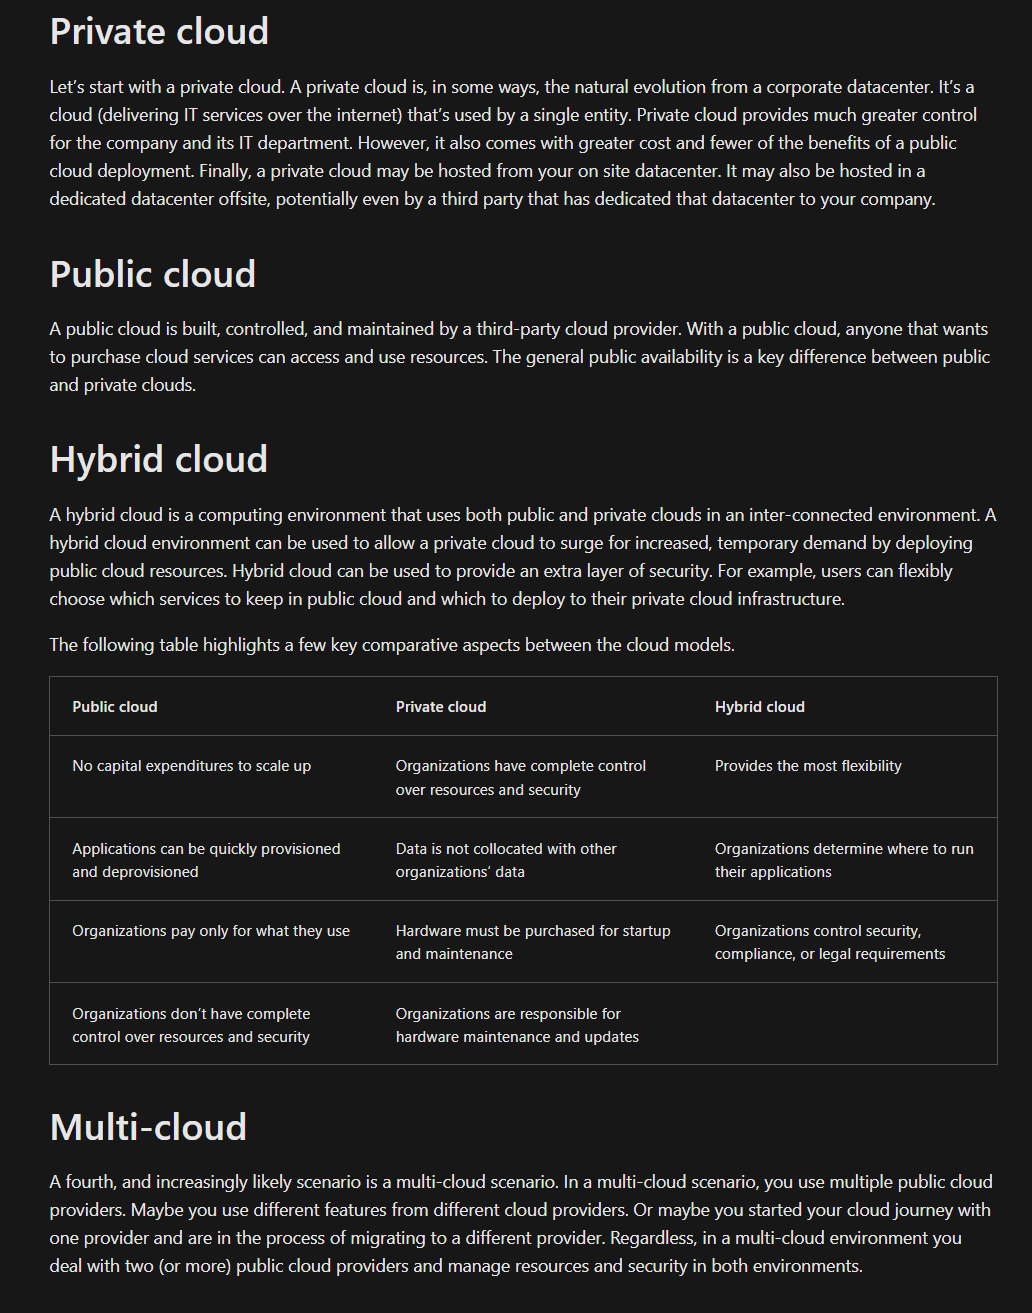 Private cloud
Let’s start with a private cloud. A private cloud is, in some ways, the natural evolution from a corporate datacenter. It’s a
cloud (delivering IT services over the internet) that’s used by a single entity. Private cloud provides much greater control
for the company and its IT department. However, it also comes with greater cost and fewer of the benefits of a public
cloud deployment. Finally, a private cloud may be hosted from your on site datacenter. It may also be hosted in a
dedicated datacenter offsite, potentially even by a third party that has dedicated that datacenter to your company.
Public cloud
A public cloud is built, controlled, and maintained by a third-party cloud provider. With a public cloud, anyone that wants
to purchase cloud services can access and use resources. The general public availability is a key difference between public
and private clouds.
Hybrid cloud
A hybrid cloud is a computing environment that uses both public and private clouds in an inter-connected environment. A
hybrid cloud environment can be used to allow a private cloud to surge for increased, temporary demand by deploying
public cloud resources. Hybrid cloud can be used to provide an extra layer of security. For example, users can flexibly
choose which services to keep in public cloud and which to deploy to their private cloud infrastructure.
The following table highlights a few key comparative aspects between the cloud models.
Public cloud
Private cloud
Hybrid cloud
No capital expenditures to scale up
Organizations have complete control
over resources and security
Provides the most flexibility
Applications can be quickly provisioned
and deprovisioned
Data is not collocated with other
organizations’ data
Organizations determine where to run
their applications
Organizations pay only for what they use
Hardware must be purchased for startup
and maintenance
Organizations control security,
compliance, or legal requirements
Organizations don’t have complete
control over resources and security
Organizations are responsible for
hardware maintenance and updates
Multi-cloud
A fourth, and increasingly likely scenario is a multi-cloud scenario. In a multi-cloud scenario, you use multiple public cloud
providers. Maybe you use different features from different cloud providers. Or maybe you started your cloud journey with
one provider and are in the process of migrating to a different provider. Regardless, in a multi-cloud environment you
deal with two (or more) public cloud providers and manage resources and security in both environments.